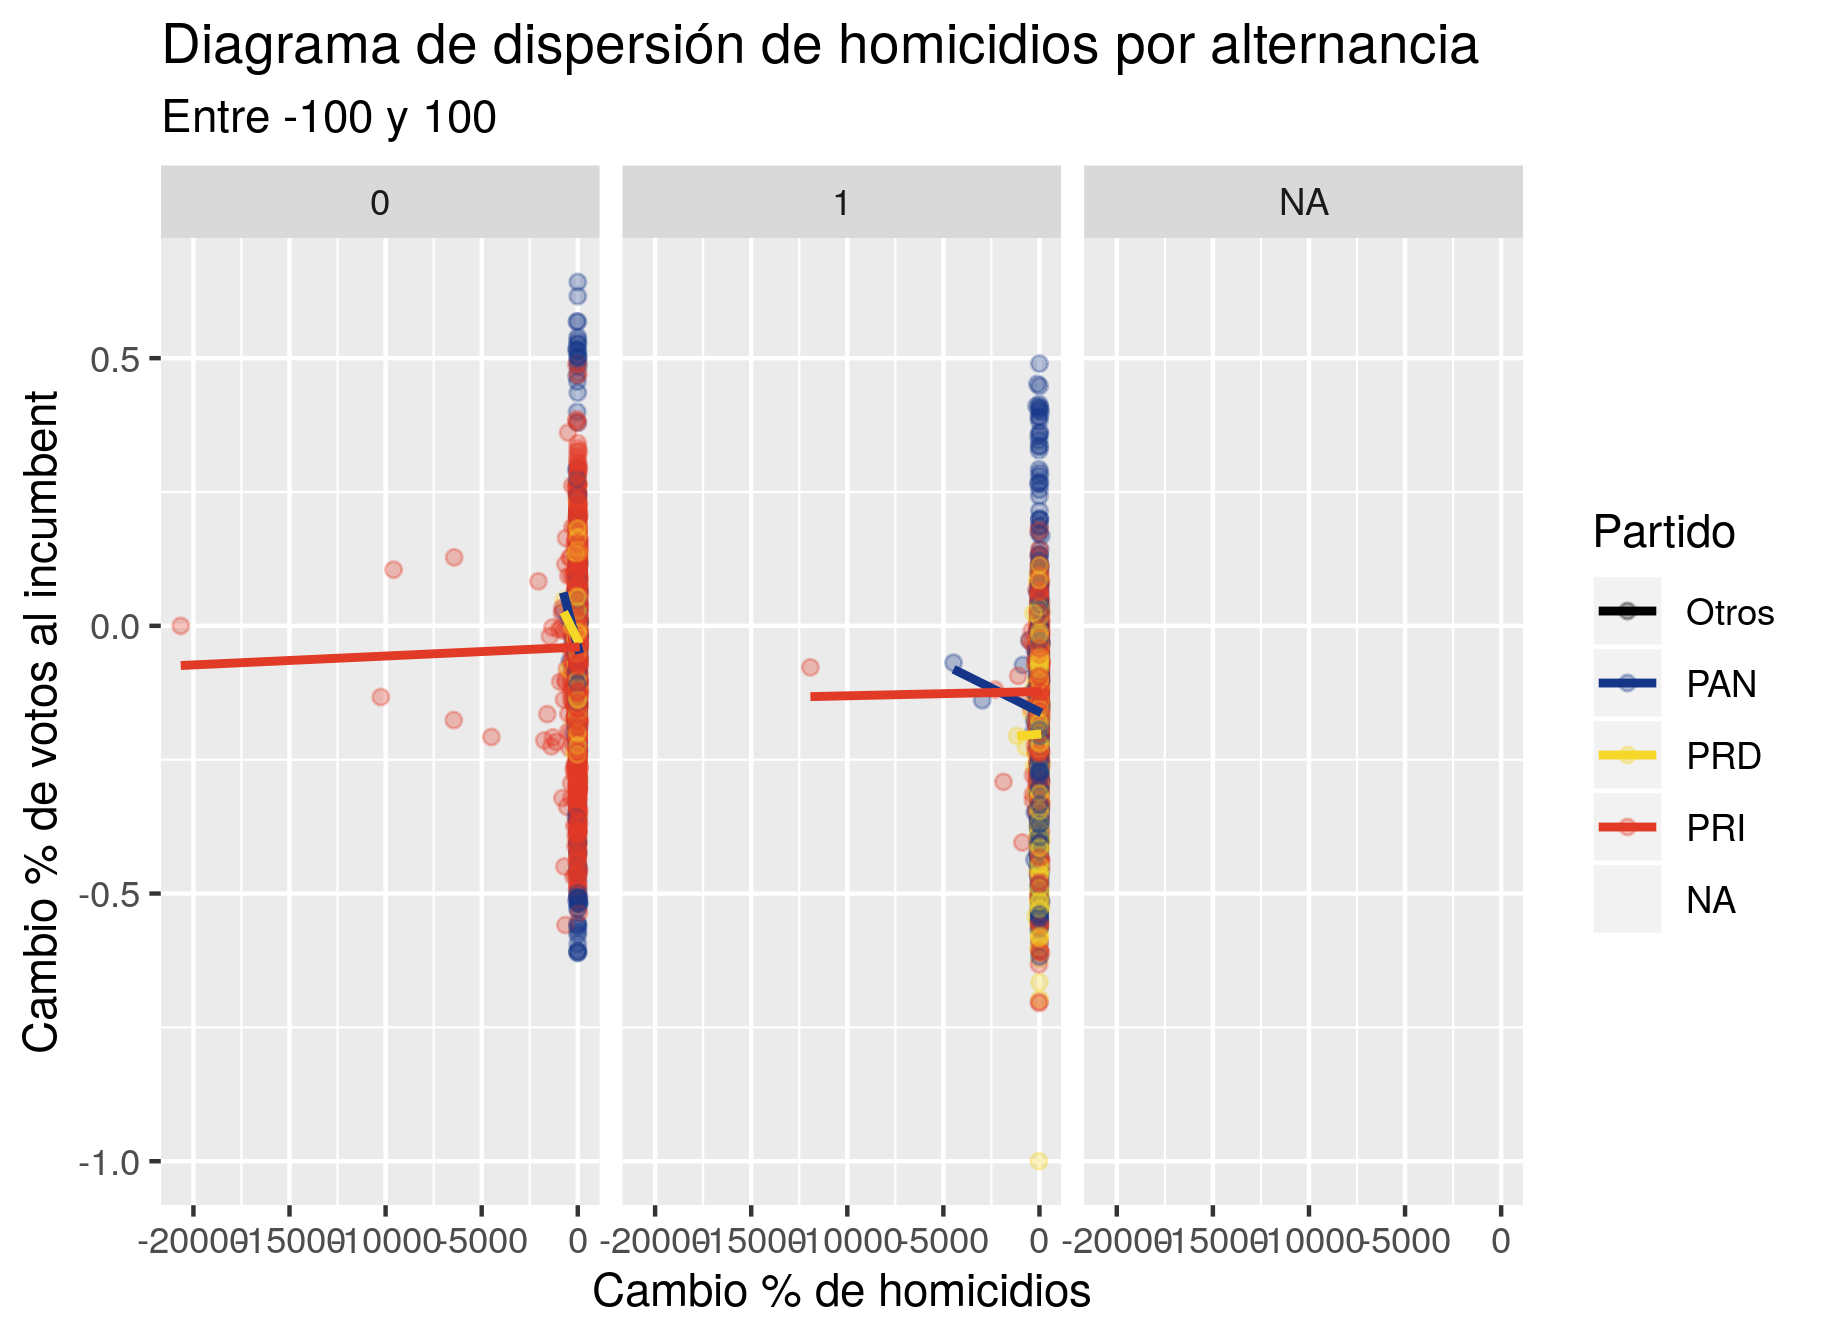 Diagrama de dispersión de homicidios por alternancia
Entre -100 y 100
0 1 NA
0.5
0.0
-0.5
-1.0
Cambio % de votos al incumbent
-20000 -15000 -10000 -5000 0 -20000 -15000 -10000 -5000 0 -20000 -15000 -10000 -5000 0
Cambio % de homicidios
Partido
Otros
PAN
PRD
PRI
NA